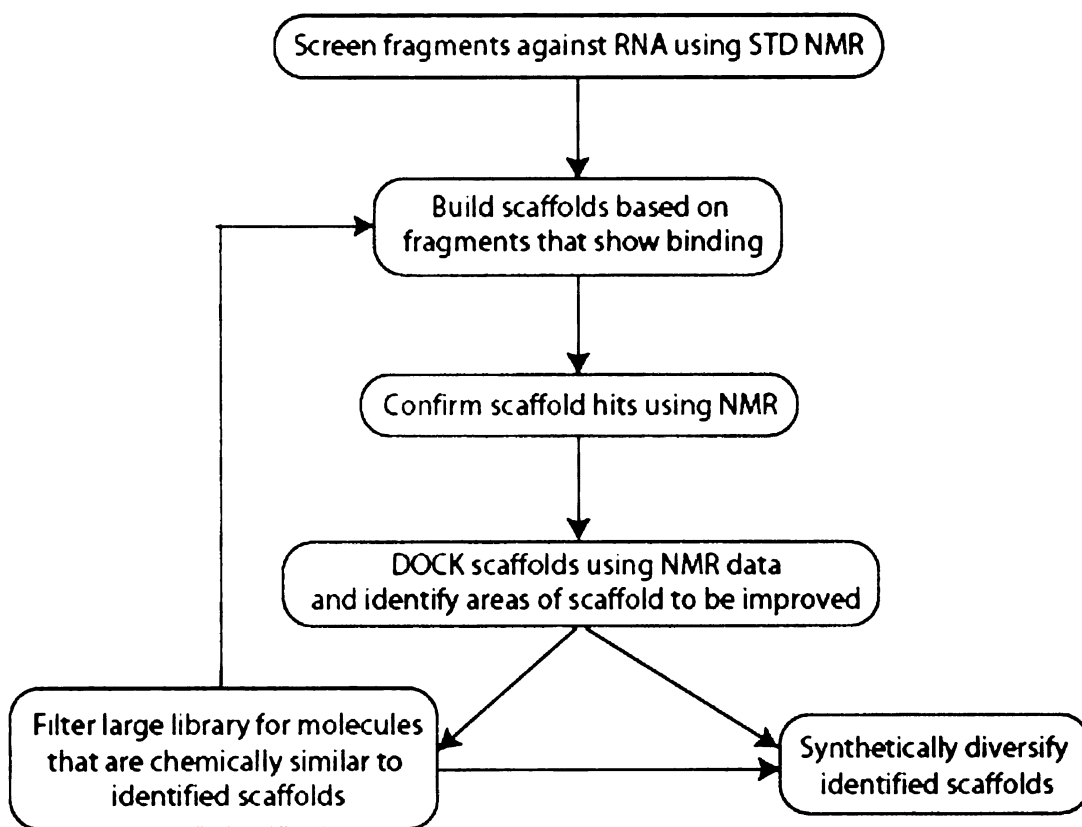 Screen fragments against RNA using STD NMR
Build scaffolds based on
fragments that show binding
Confirm scaffold hits using NMR
DOCK scaffolds using NMR data
and identify areas of scaffold to be improved
Filter large library for molecules
that are chemically similar to
identified scaffolds
Synthetically diversify
identified scaffolds